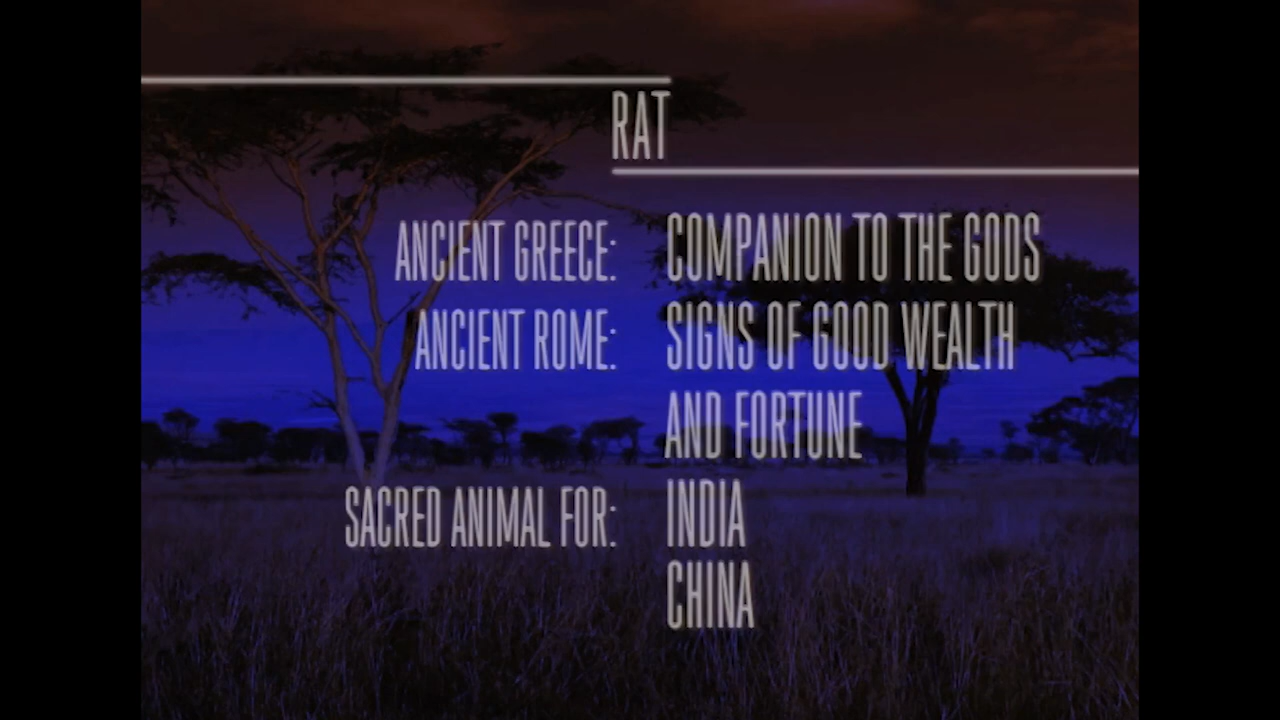 RAT
ANCIENT GREECE: COMPANION TO THE GODS
ANCIENT ROME: SIGNS OF GOOD WEALTH
AND FORTUNE
SACRED ANIMAL FOR: INDIA
CHINA